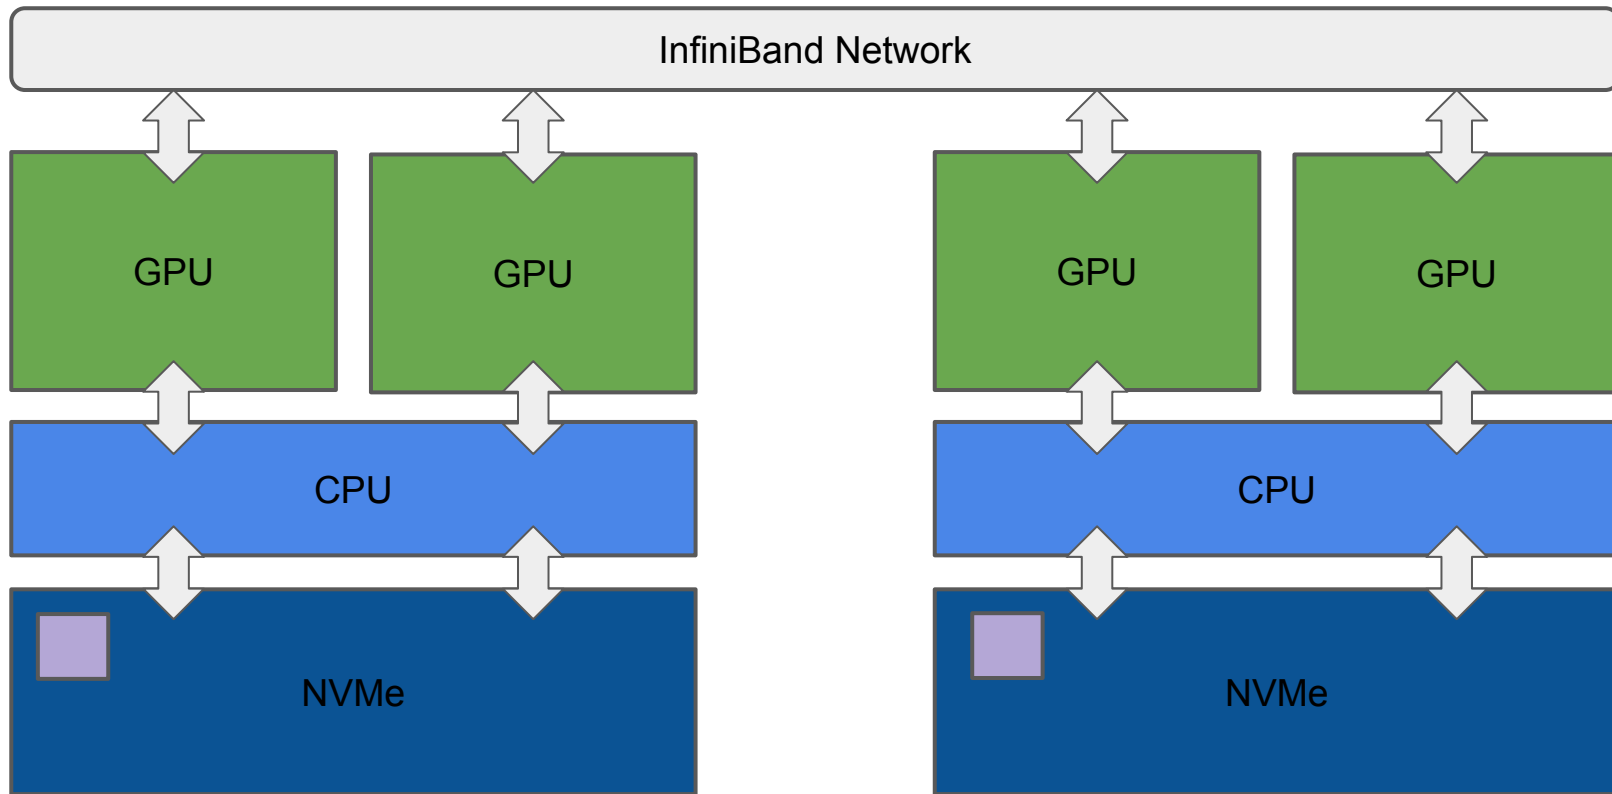 InfiniBand Network
GPU
GPU
GPU
GPU
CPU
CPU
NVMe
NVMe